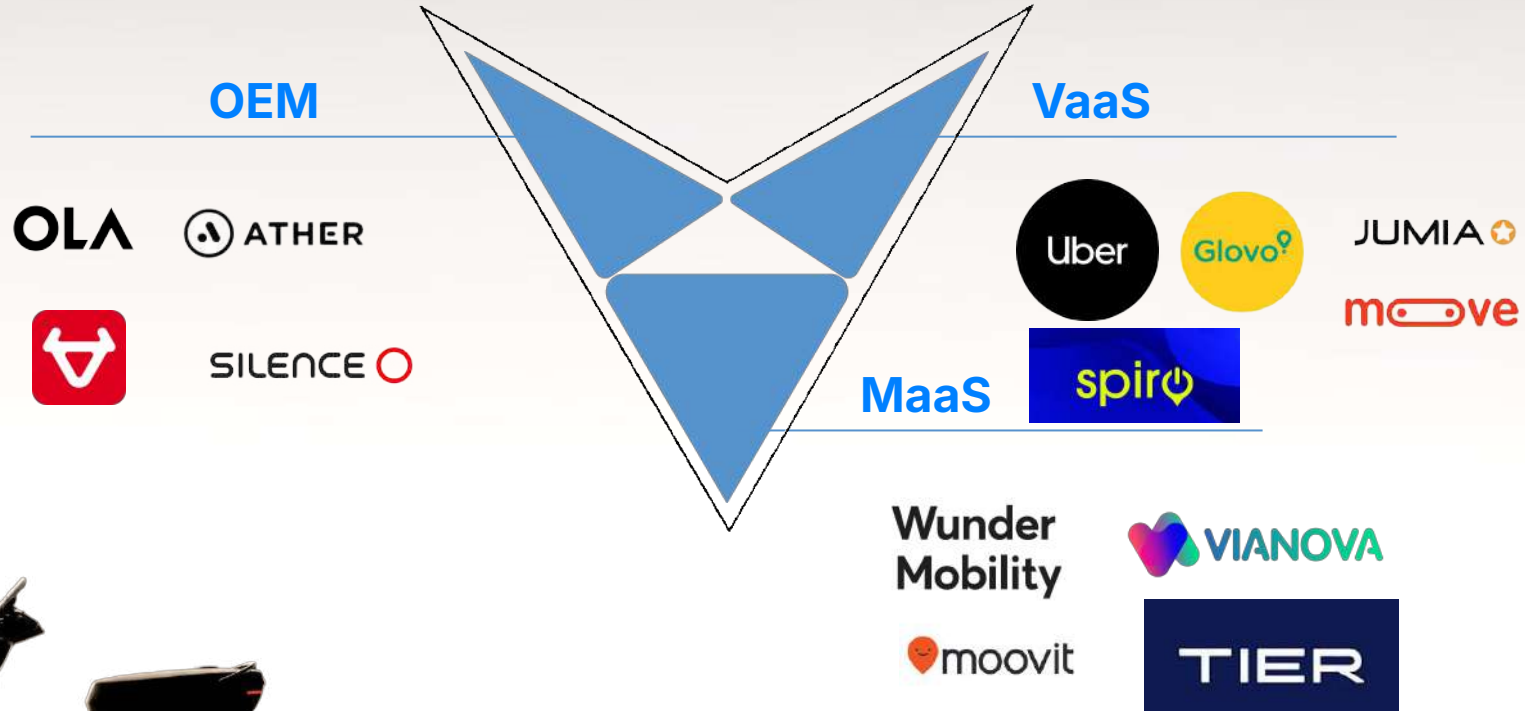 OEM
VaaS
OLA
ATHER
SILENCE
Uber
Glovo
JUMIA
moove
spiro
MaaS
Wunder
Mobility
VIANOVA
moovit
TIER